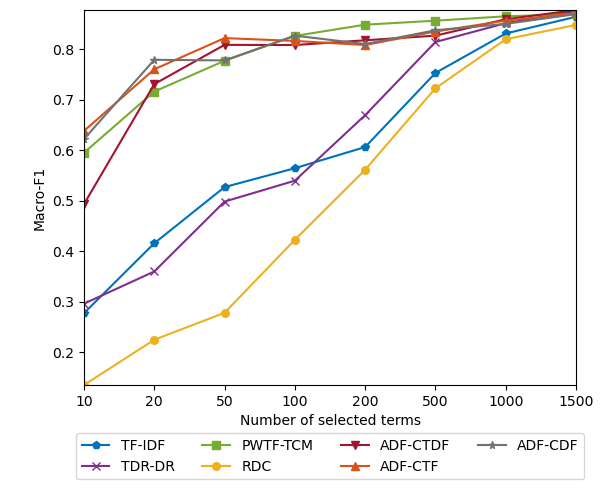 0.8
0.7
0.6
0.5
0.4
0.3
0.2
Macro-F1
10 20 50 100 200 500 1000 1500
Number of selected terms
TF-IDF PWTF-TCM ADF-CTDF ADF-CDF
TDR-DR RDC ADF-CTF